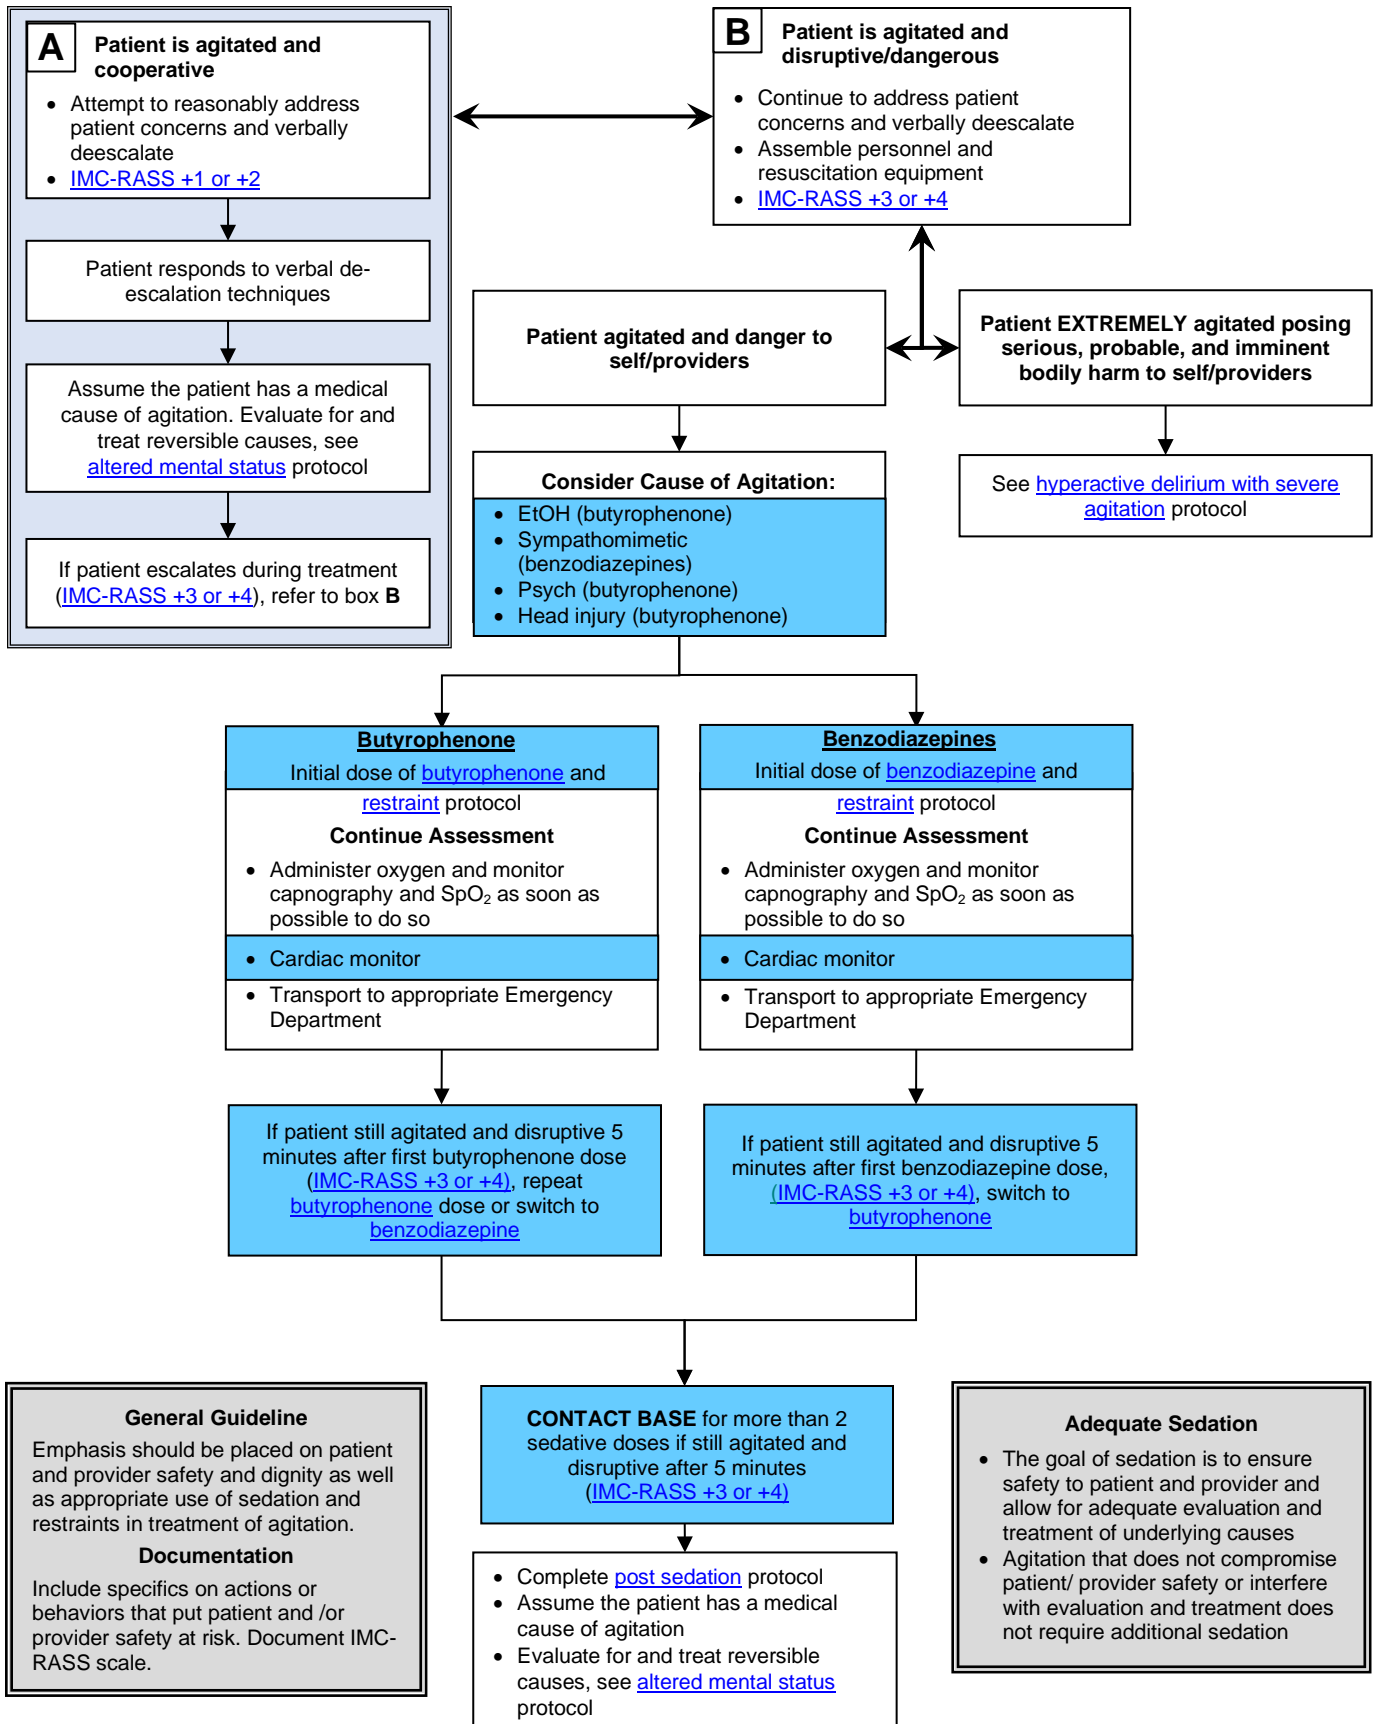 A
Patient is agitated and
cooperative
• Attempt to reasonably address
patient concerns and verbally
deescalate
• IMC-RASS +1 or +2
Patient responds to verbal de-
escalation techniques
Assume the patient has a medical
cause of agitation. Evaluate for and
treat reversible causes, see
altered mental status protocol
If patient escalates during treatment
(IMC-RASS +3 or +4), refer to box B
B
Patient is agitated and
disruptive/dangerous
• Continue to address patient
concerns and verbally deescalate
• Assemble personnel and
resuscitation equipment
• IMC-RASS +3 or +4
Patient agitated and danger to
self/providers
Patient EXTREMELY agitated posing
serious, probable, and imminent
bodily harm to self/providers
See hyperactive delirium with severe
agitation protocol
Consider Cause of Agitation:
• EtOH (butyrophenone)
• Sympathomimetic
(benzodiazepines)
• Psych (butyrophenone)
• Head injury (butyrophenone)
Butyrophenone
Initial dose of butyrophenone and
restraint protocol
Continue Assessment
• Administer oxygen and monitor
capnography and SpO2 as soon as
possible to do so
• Cardiac monitor
• Transport to appropriate Emergency
Department
Benzodiazepines
Initial dose of benzodiazepine and
restraint protocol
Continue Assessment
• Administer oxygen and monitor
capnography and SpO2 as soon as
possible to do so
• Cardiac monitor
• Transport to appropriate Emergency
Department
If patient still agitated and disruptive 5
minutes after first butyrophenone dose
(IMC-RASS +3 or +4), repeat
butyrophenone dose or switch to
benzodiazepine
If patient still agitated and disruptive 5
minutes after first benzodiazepine dose,
(IMC-RASS +3 or +4), switch to
butyrophenone
General Guideline
Emphasis should be placed on patient
and provider safety and dignity as well
as appropriate use of sedation and
restraints in treatment of agitation.
Documentation
Include specifics on actions or
behaviors that put patient and /or
provider safety at risk. Document IMC-
RASS scale.
CONTACT BASE for more than 2
sedative doses if still agitated and
disruptive after 5 minutes
(IMC-RASS +3 or +4)
• Complete post sedation protocol
• Assume the patient has a medical
cause of agitation
• Evaluate for and treat reversible
causes, see altered mental status
protocol
Adequate Sedation
• The goal of sedation is to ensure
safety to patient and provider and
allow for adequate evaluation and
treatment of underlying causes
• Agitation that does not compromise
patient/ provider safety or interfere
with evaluation and treatment does
not require additional sedation